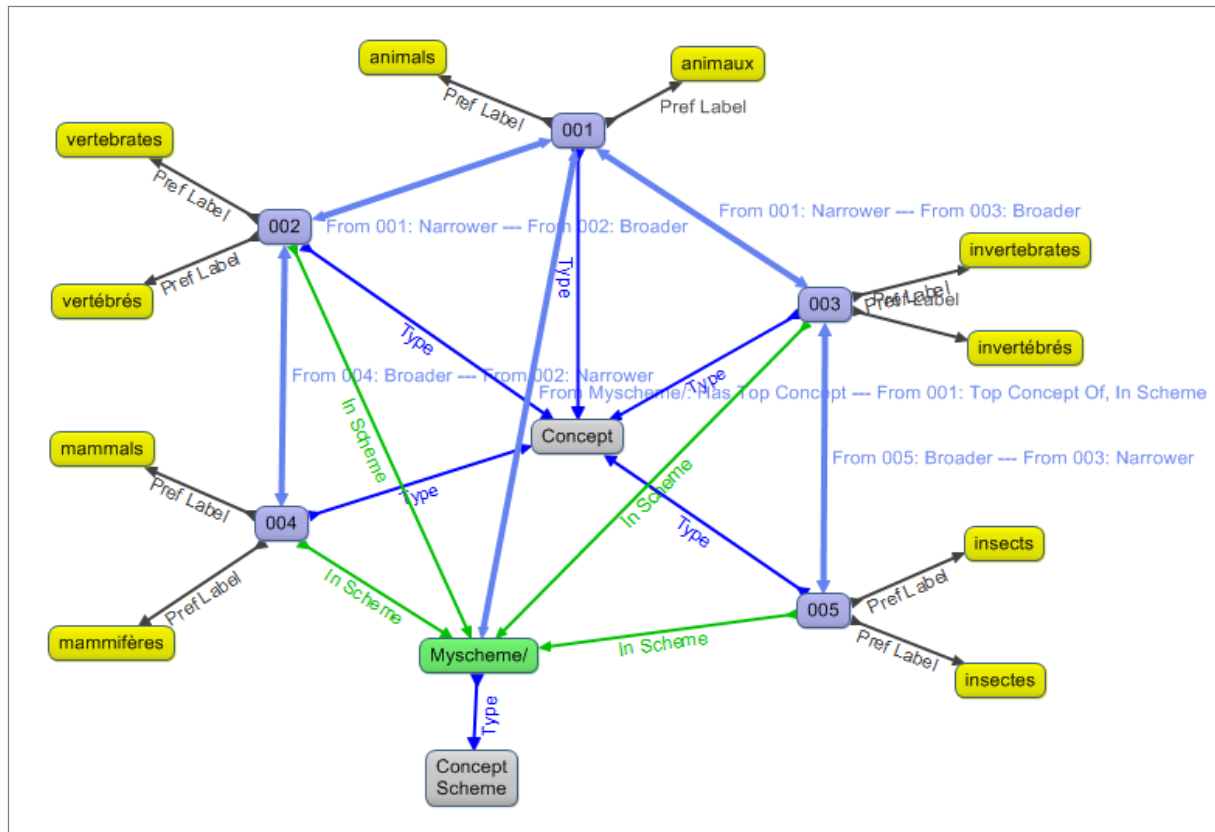 animals
animaux
Pref Label
Pref Label
001
vertebrates
Pref Label
002
From 001: Narrower --- From 002: Broader
From 001: Narrower --- From 003: Broader
Pref Label
vertébrés
Type
invertebrates
Pref Label
Pref Label
003
invertébrés
Type
Type
From 004: Broader --- From 002: Narrower
From Myscheme/: Has Top Concept --- From 001: Top Concept Of, In Scheme
In Scheme
Concept
mammals
From 005: Broader --- From 003: Narrower
Pref Label
Type
In Scheme
004
Type
insects
Pref Label
In Scheme
Pref Label
005
mammifères
In Scheme
Pref Label
Myscheme/
insectes
Type
Concept
Scheme